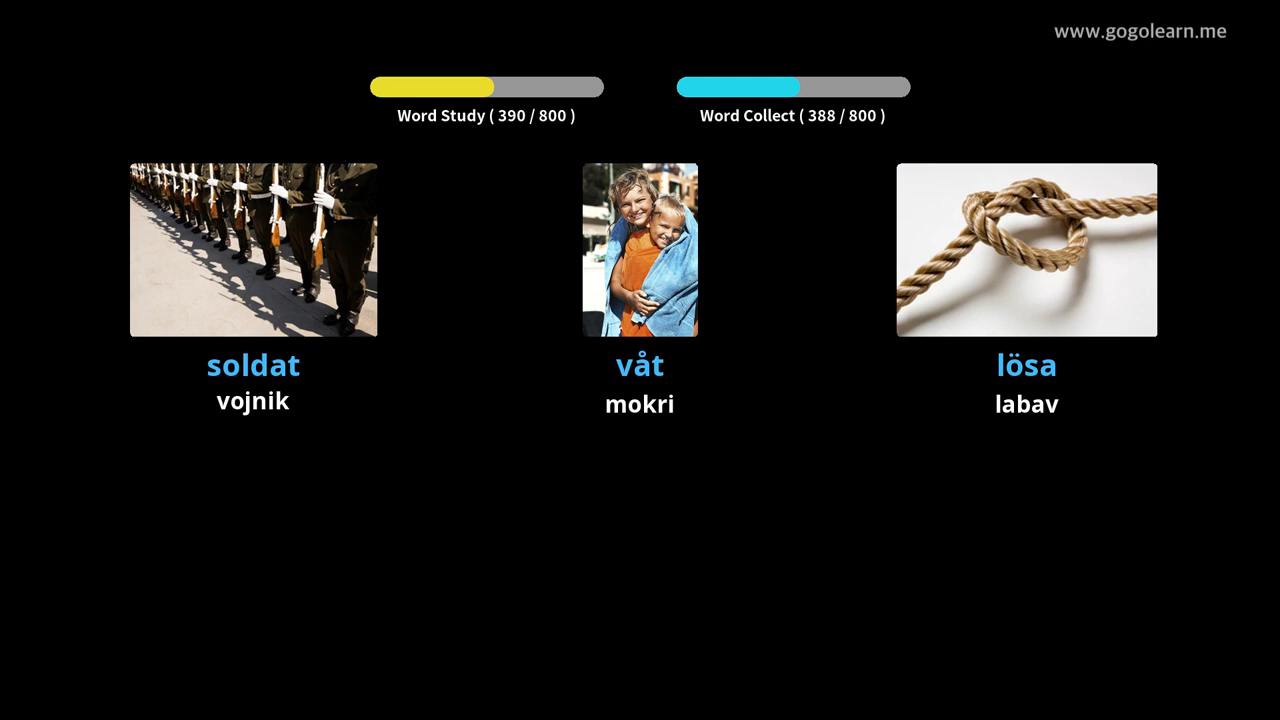 www.gogolearn.me
Word Study ( 390 / 800 )
Word Collect ( 388 / 800 )
soldat
vojnik
våt
mokri
lösa
labav